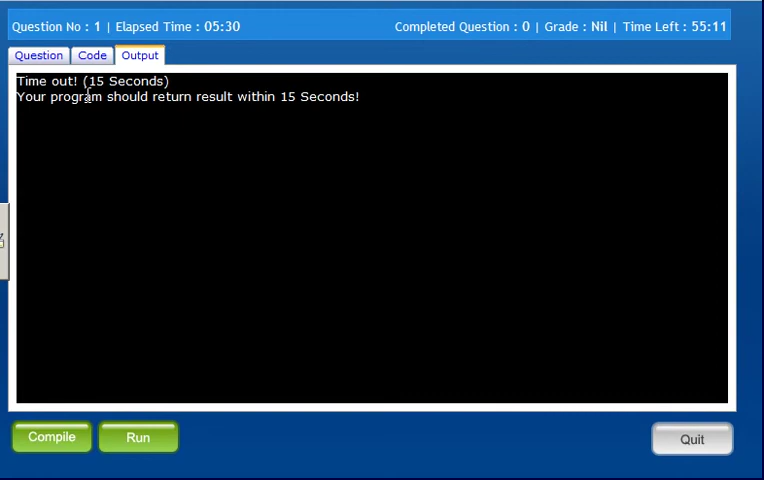 Question No : 1 | Elapsed Time : 05:30 Completed Question : 0 | Grade : Nil | Time Left : 55:11
Question Code Output
Time out! (15 Seconds)
Your program should return result within 15 Seconds!
Compile Run Quit